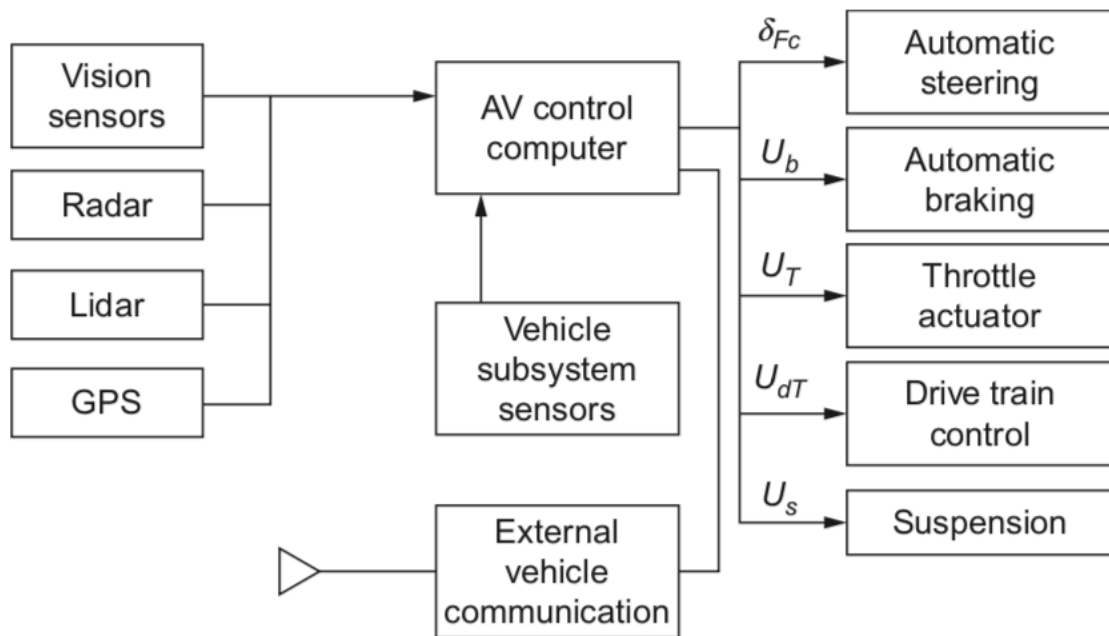 Vision
sensors
Radar
Lidar
GPS
AV control
computer
Vehicle
subsystem
sensors
External
vehicle
communication
δFc
Automatic
steering
Ub
Automatic
braking
UT
Throttle
actuator
UdT
Drive train
control
Us
Suspension